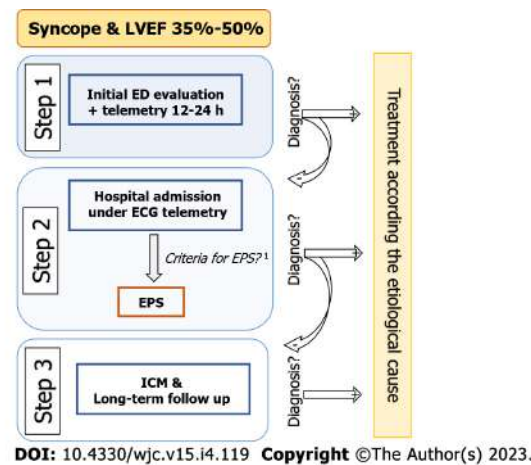 Syncope & LVEF 35%-50%
Step 1
Initial ED evaluation
+ telemetry 12-24 h
Diagnosis?
+
-
Step 2
Hospital admission
under ECG telemetry
Criteria for EPS?¹
EPS
Diagnosis?
+
-
Step 3
ICM &
Long-term follow up
Diagnosis?
+
Treatment according the etiological cause
DOI: 10.4330/wjc.v15.i4.119 Copyright ©The Author(s) 2023.